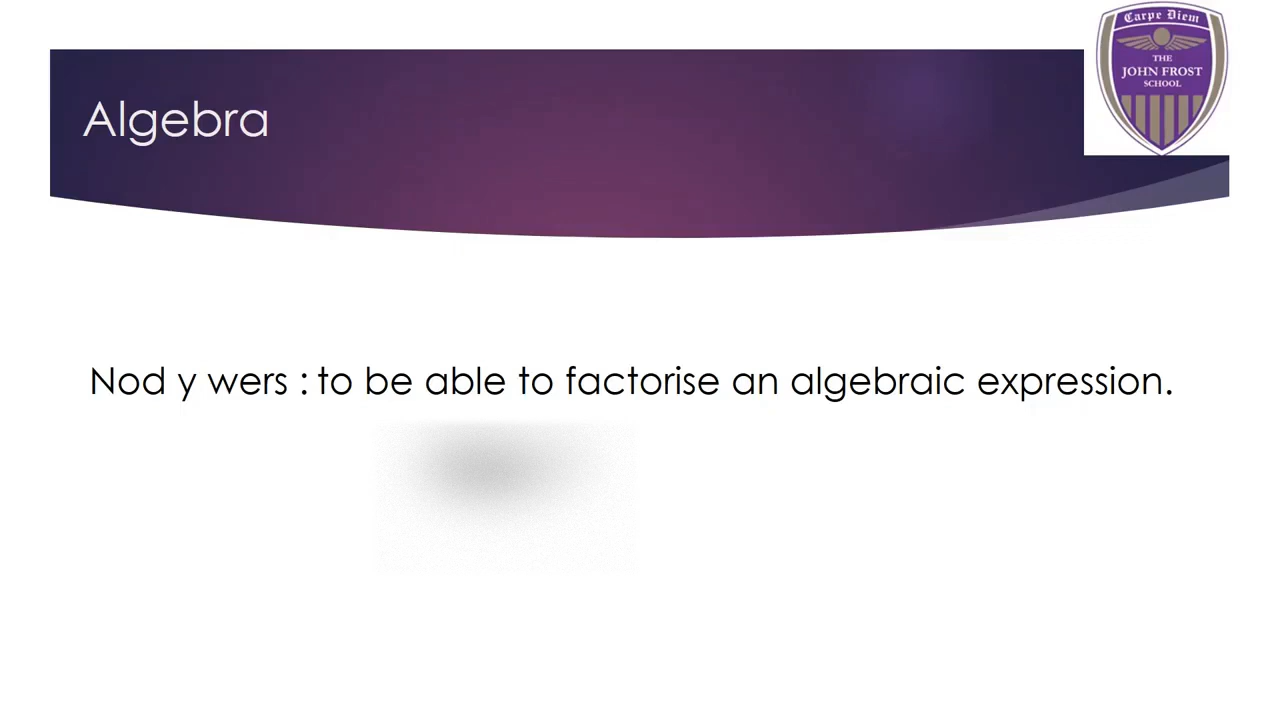 Carpe Diem
THE
JOHN FROST
SCHOOL
Algebra
Nod y wers : to be able to factorise an algebraic expression.